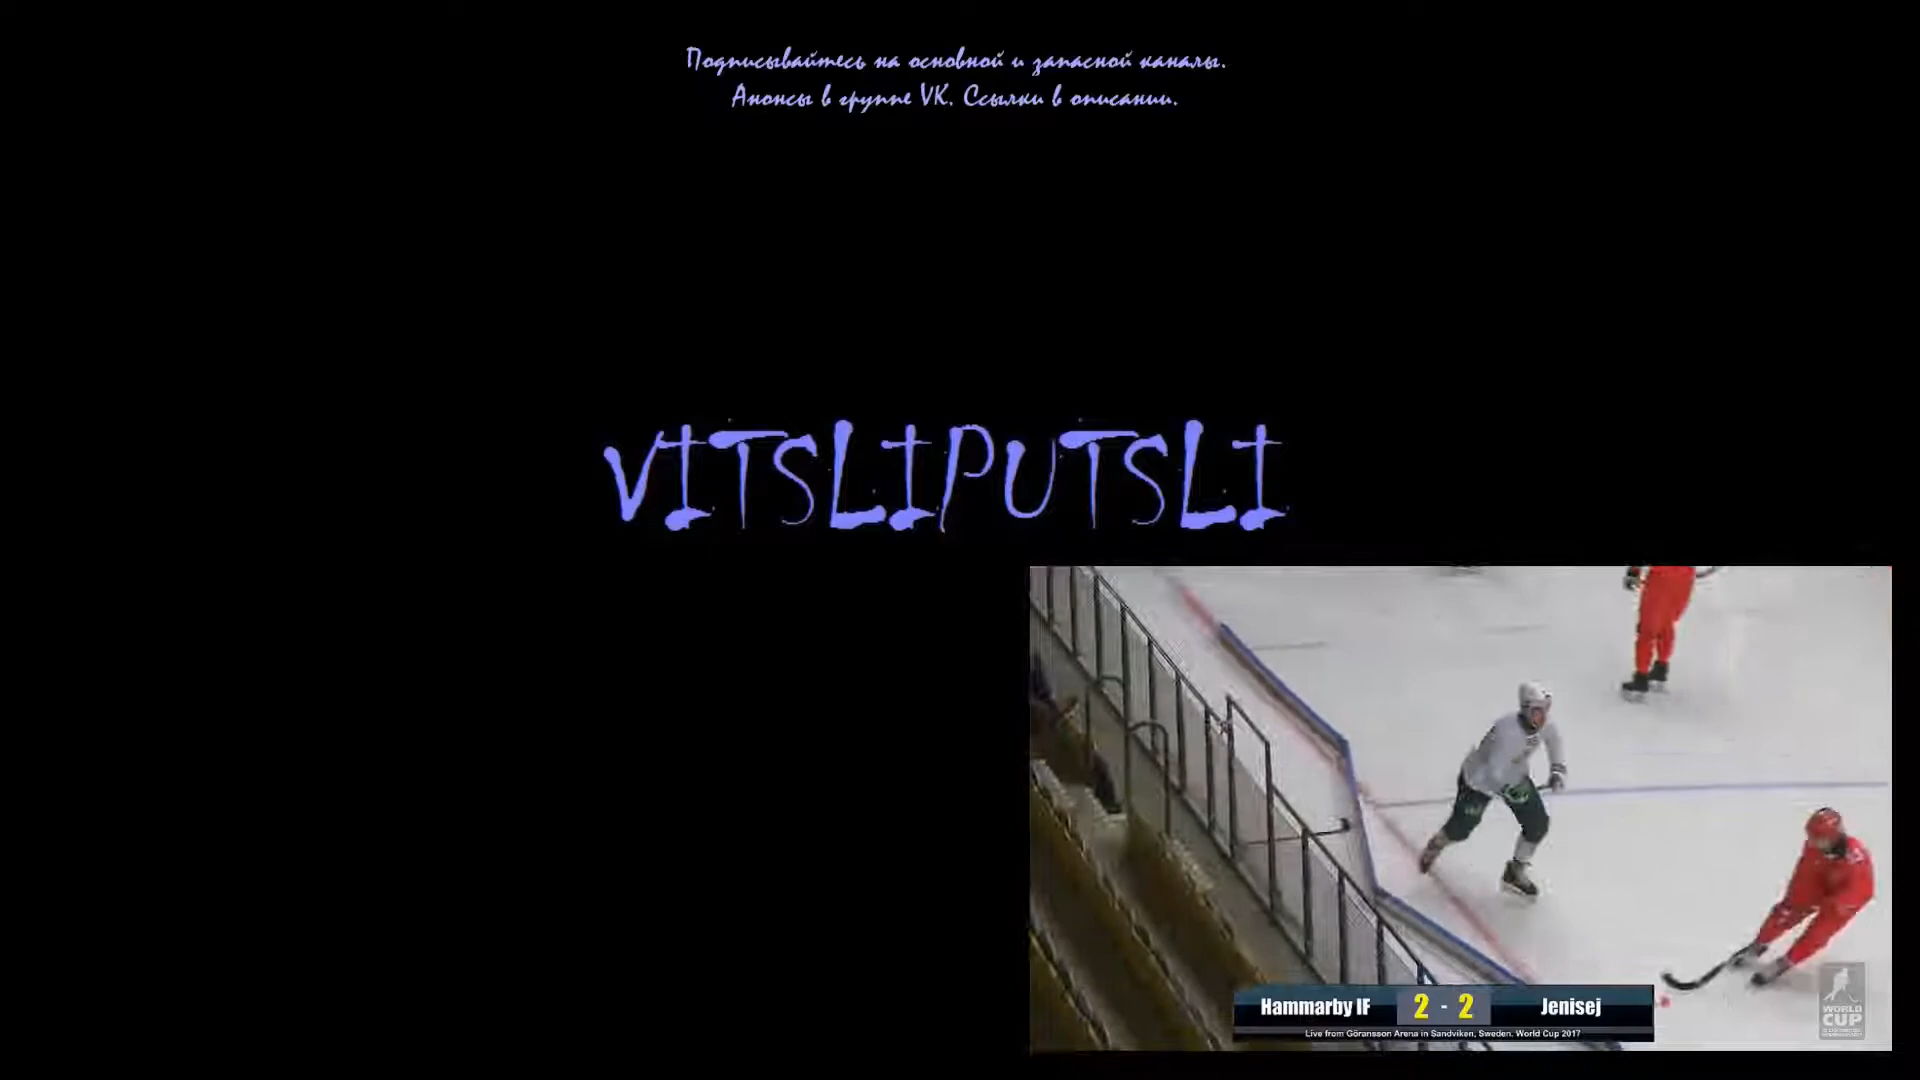 Подписывайтесь на основной и запасной каналы.
Анонсы в группе VK. Ссылки в описании.
VITSLIPUTSLI
Hammarby IF 2 - 2 Jenisej
Live from Göransson Arena in Sandviken, Sweden. World Cup 2017
WORLD
CUP